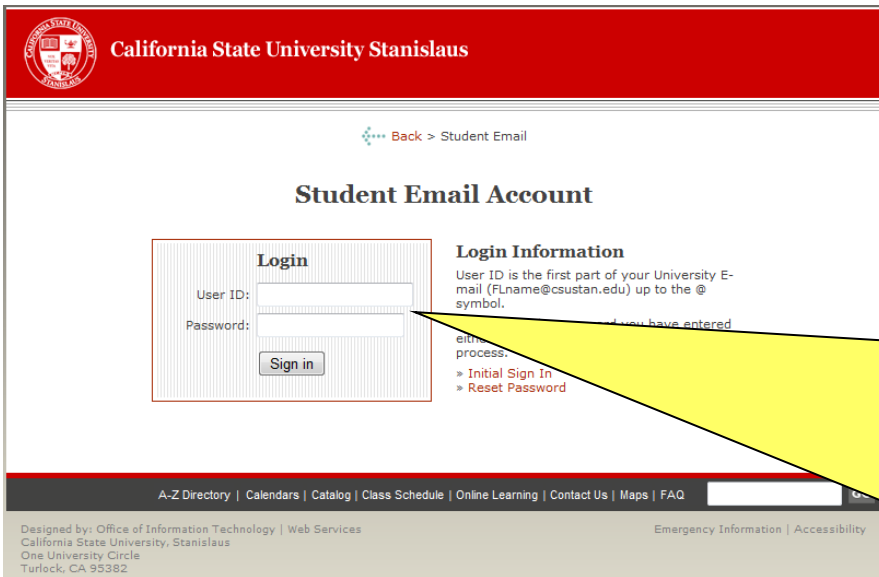 California State University Stanislaus
Back > Student Email
Student Email Account
Login
User ID:
Password:
Sign in
Login Information
User ID is the first part of your University E-
mail (FLname@csustan.edu) up to the @
symbol.
you have entered
process.
» Initial Sign In
» Reset Password
A-Z Directory | Calendars | Catalog | Class Schedule | Online Learning | Contact Us | Maps | FAQ
Designed by: Office of Information Technology | Web Services
California State University, Stanislaus
One University Circle
Turlock, CA 95382
Emergency Information | Accessibility